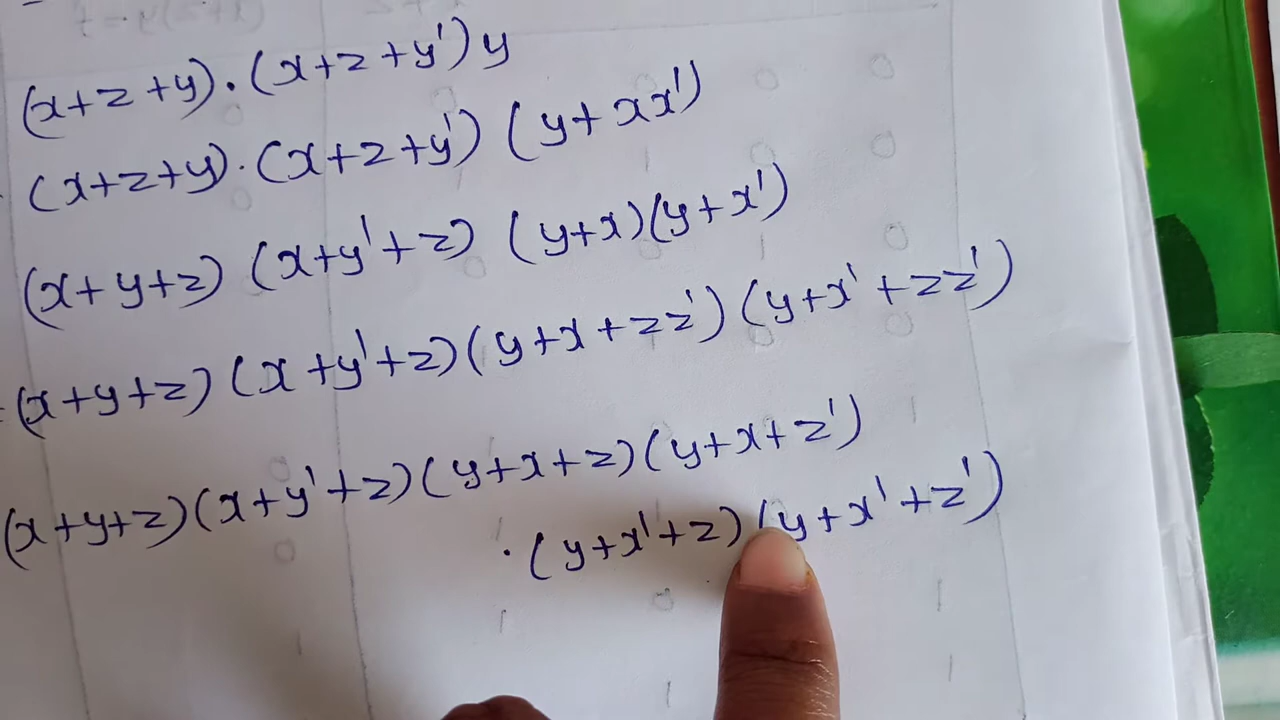 (x+z+y).(x+z+y')y
(x+z+y).(x+z+y')(y+xx')
(x+y+z)(x+y'+z)(y+x)(y+x')
=(x+y+z)(x+y'+z)(y+x+zz')(y+x'+zz')
(x+y+z)(x+y'+z)(y+x+z)(y+x+z')
.(y+x'+z)(y+x'+z')